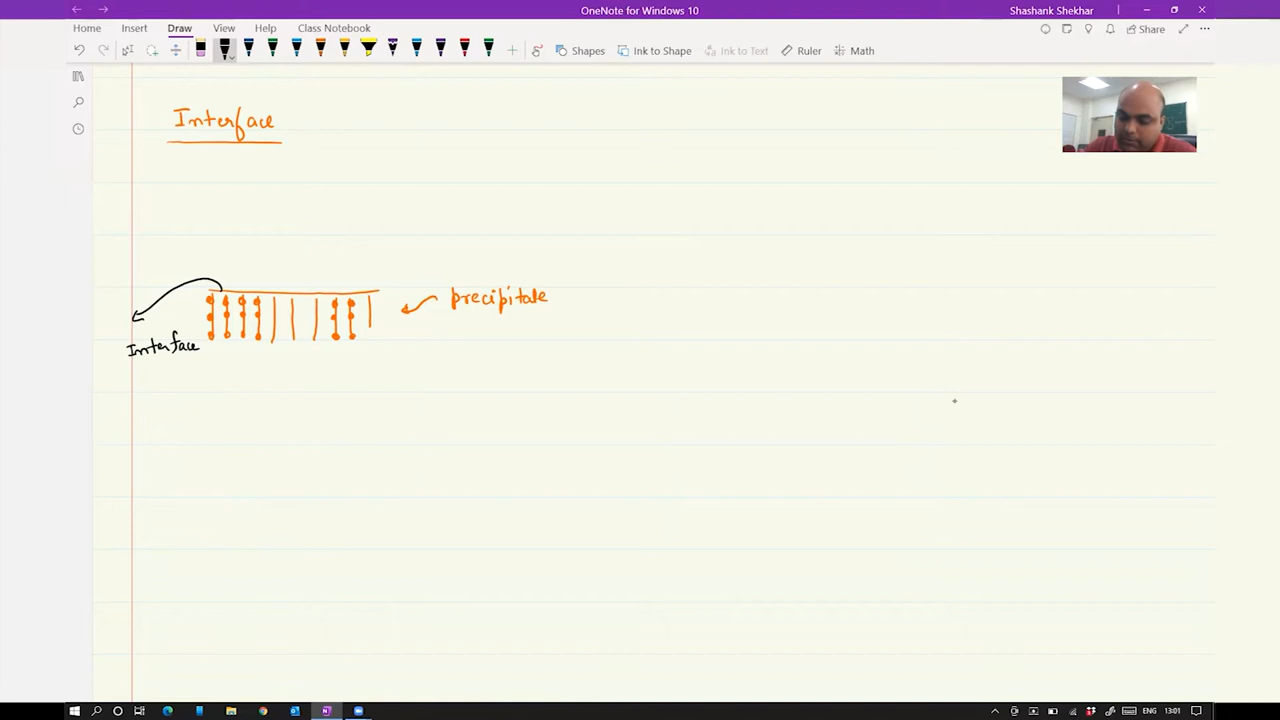 OneNote for Windows 10
Shashank Shekhar
Home Insert Draw View Help Class Notebook
Shapes Ink to Shape Ink to Text Ruler Math Share
Interface
precipitate
Interface
ENG 13:01